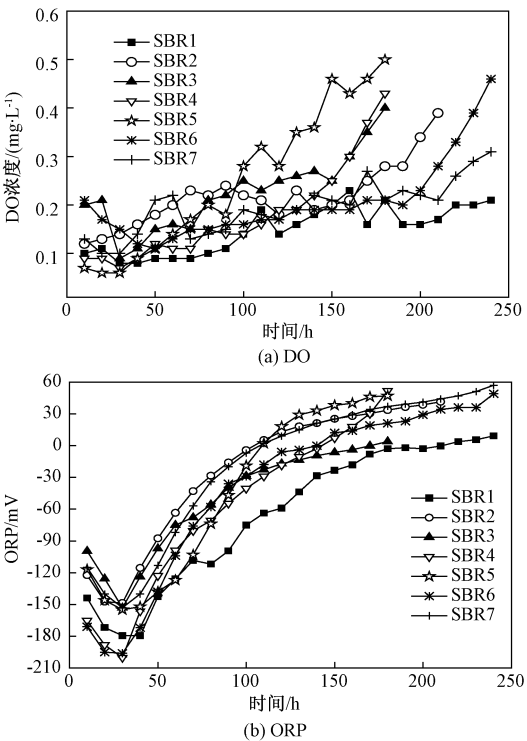 0.6
0.5
0.4
0.3
0.2
0.1
DO浓度/(mg·L⁻¹)
SBR1
SBR2
SBR3
SBR4
SBR5
SBR6
SBR7
0 50 100 150 200 250
时间/h
(a) DO
60
30
0
-30
-60
-90
-120
-150
-180
-210
ORP/mV
SBR1
SBR2
SBR3
SBR4
SBR5
SBR6
SBR7
0 50 100 150 200 250
时间/h
(b) ORP